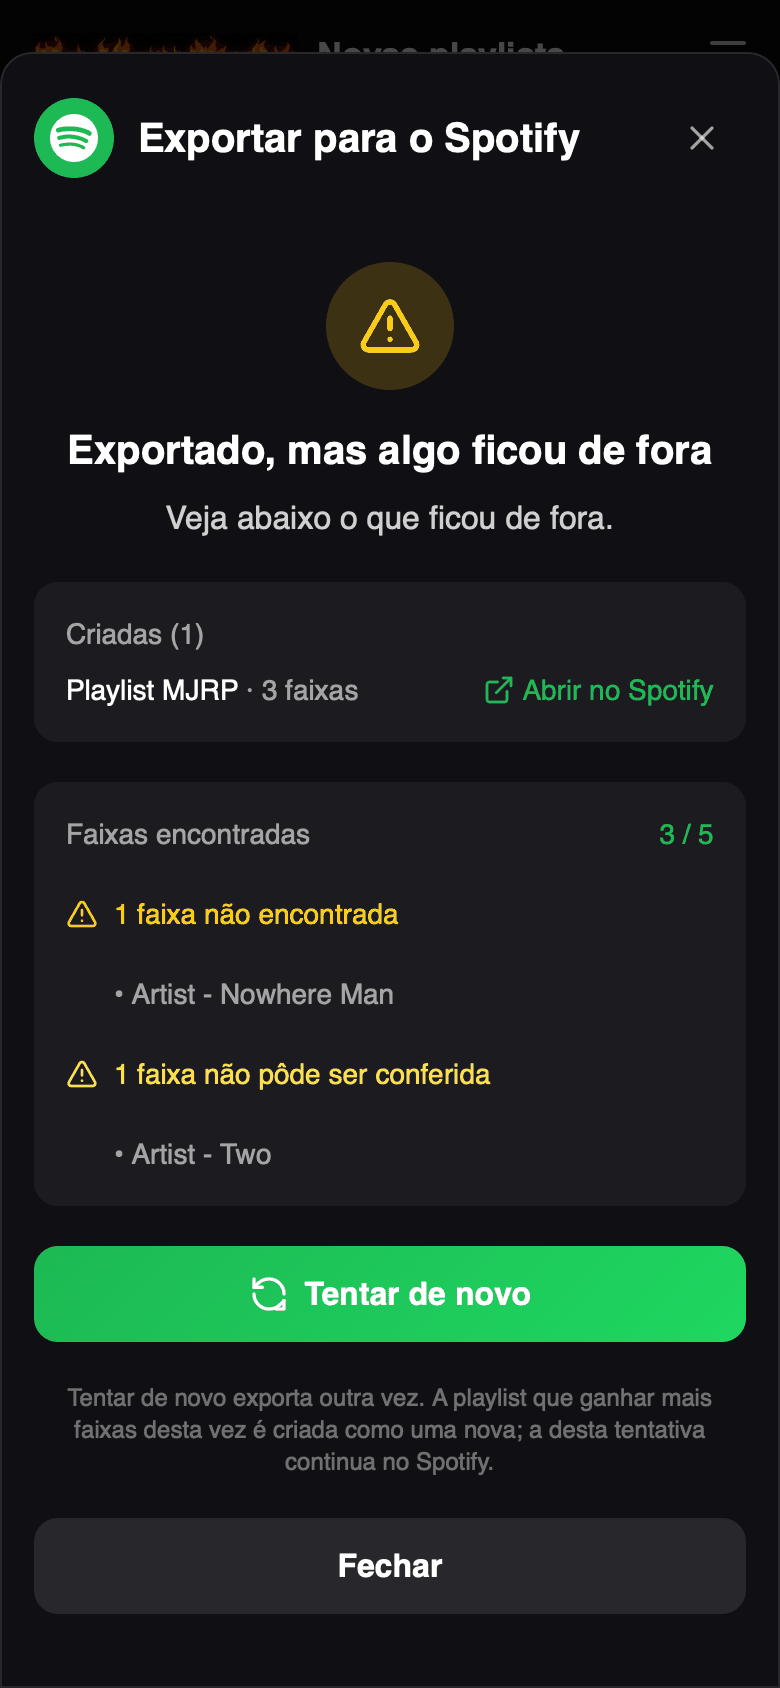 Novas playlists
Exportar para o Spotify
Exportado, mas algo ficou de fora
Veja abaixo o que ficou de fora.
Criadas (1)
Playlist MJRP · 3 faixas
Abrir no Spotify
Faixas encontradas
3 / 5
1 faixa não encontrada
• Artist - Nowhere Man
1 faixa não pôde ser conferida
• Artist - Two
Tentar de novo
Tentar de novo exporta outra vez. A playlist que ganhar mais
faixas desta vez é criada como uma nova; a desta tentativa
continua no Spotify.
Fechar